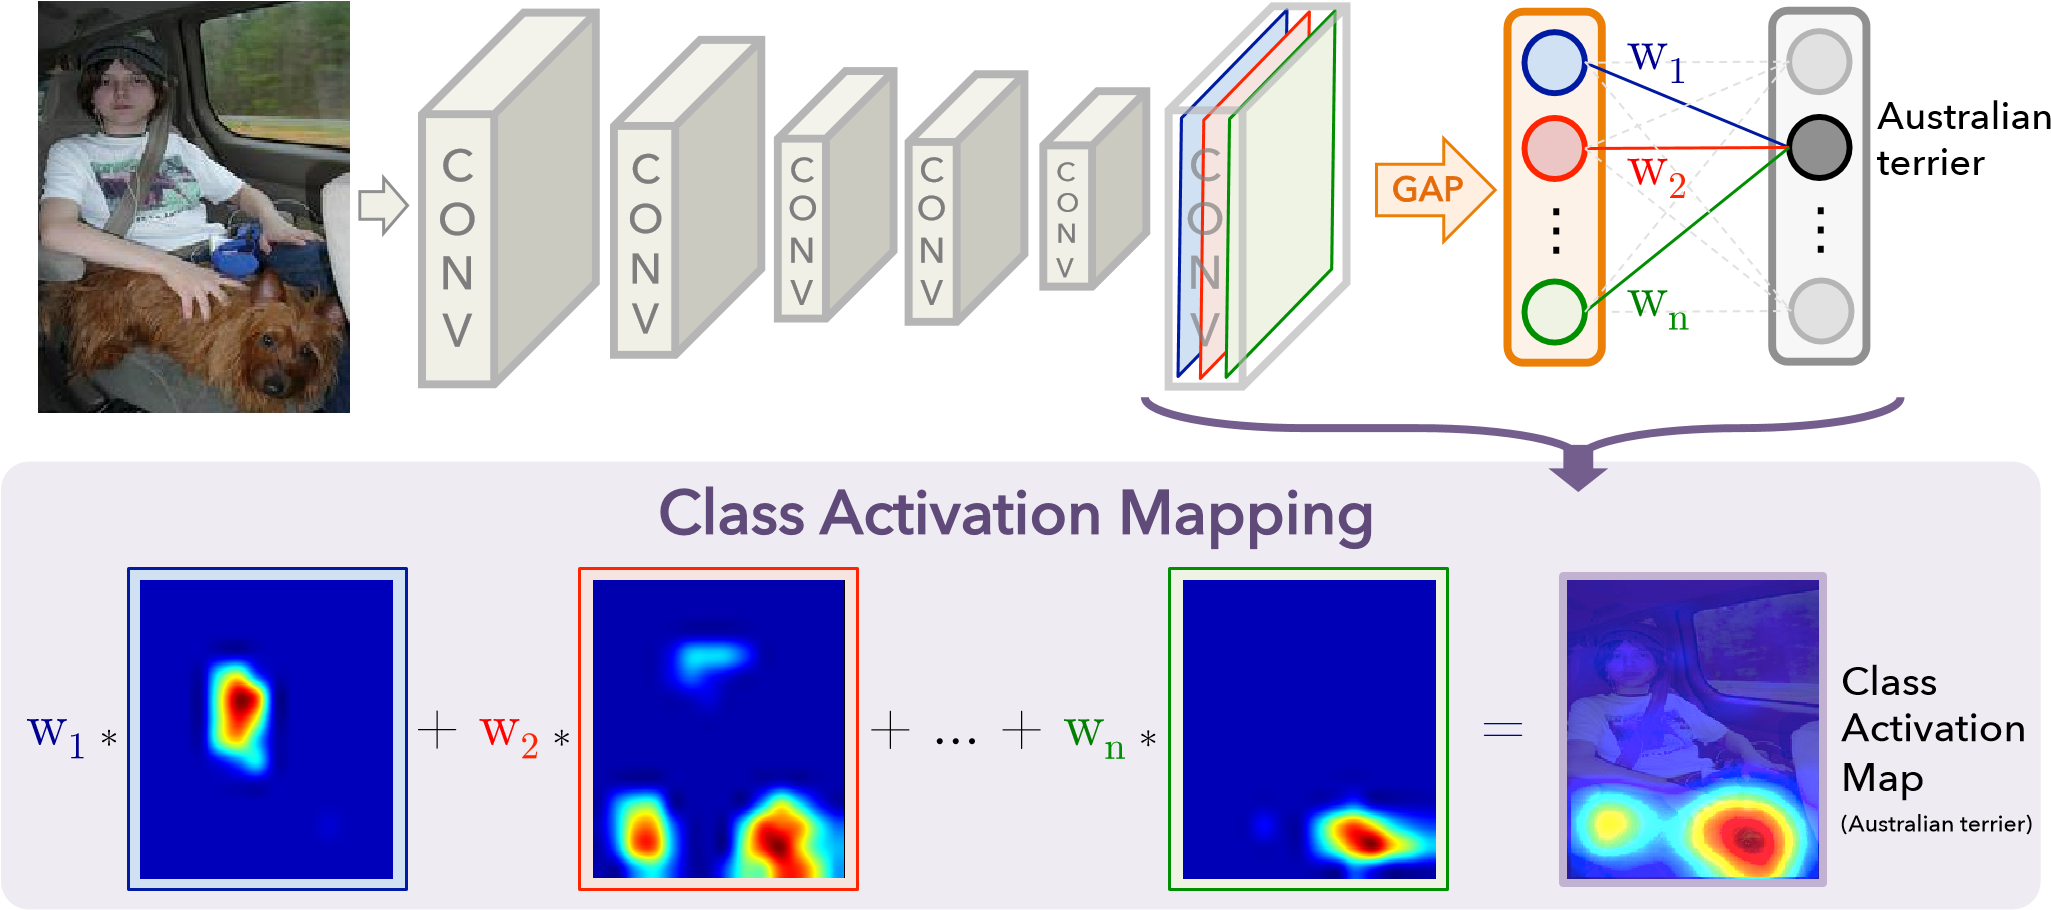 CONV
CONV
CONV
CONV
CONV
CONV
GAP
w1
w2
wn
Australian
terrier
Class Activation Mapping
w1 * + w2 * + ... + wn * =
Class
Activation
Map
(Australian terrier)